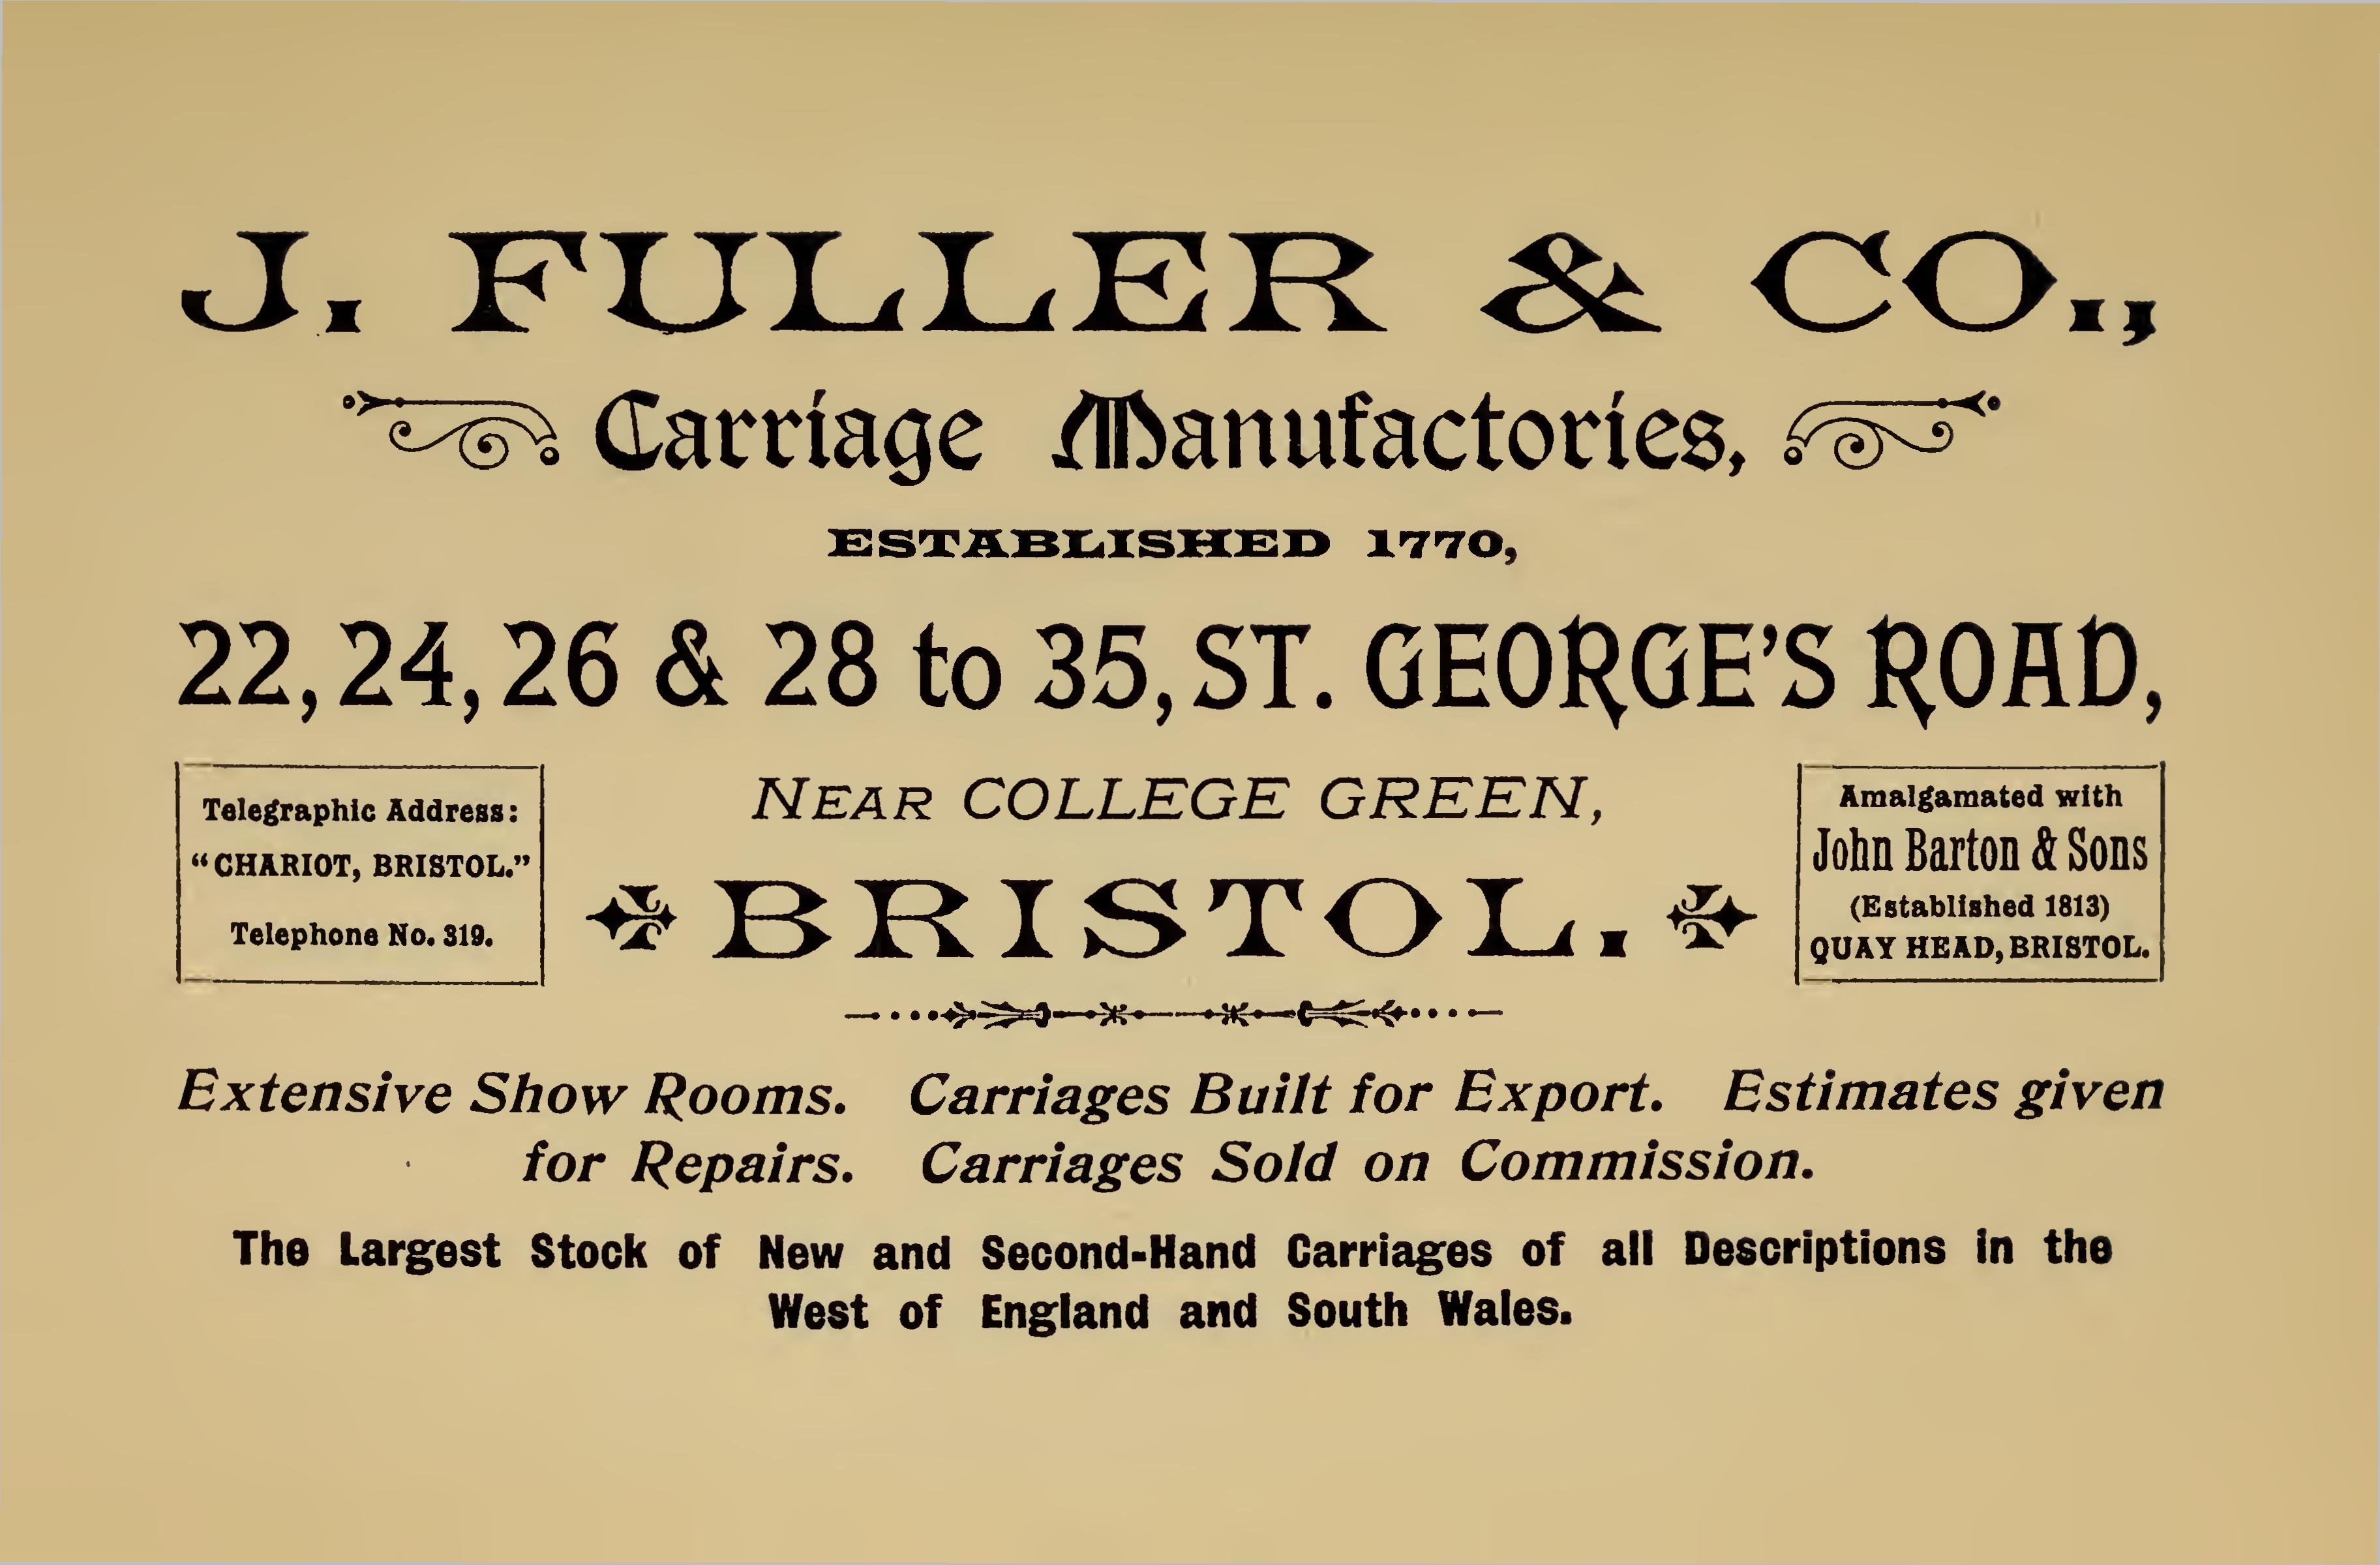 J. FULLER & CO.,
Carriage Manufactories,
ESTABLISHED 1770,
22, 24, 26 & 28 to 35, ST. GEORGE'S ROAD,
Telegraphic Address:
"CHARIOT, BRISTOL."
Telephone No. 319.
NEAR COLLEGE GREEN,
BRISTOL.
Amalgamated with
John Barton & Sons
(Established 1813)
QUAY HEAD, BRISTOL.
Extensive Show Rooms. Carriages Built for Export. Estimates given
for Repairs. Carriages Sold on Commission.
The Largest Stock of New and Second-Hand Carriages of all Descriptions in the
West of England and South Wales.